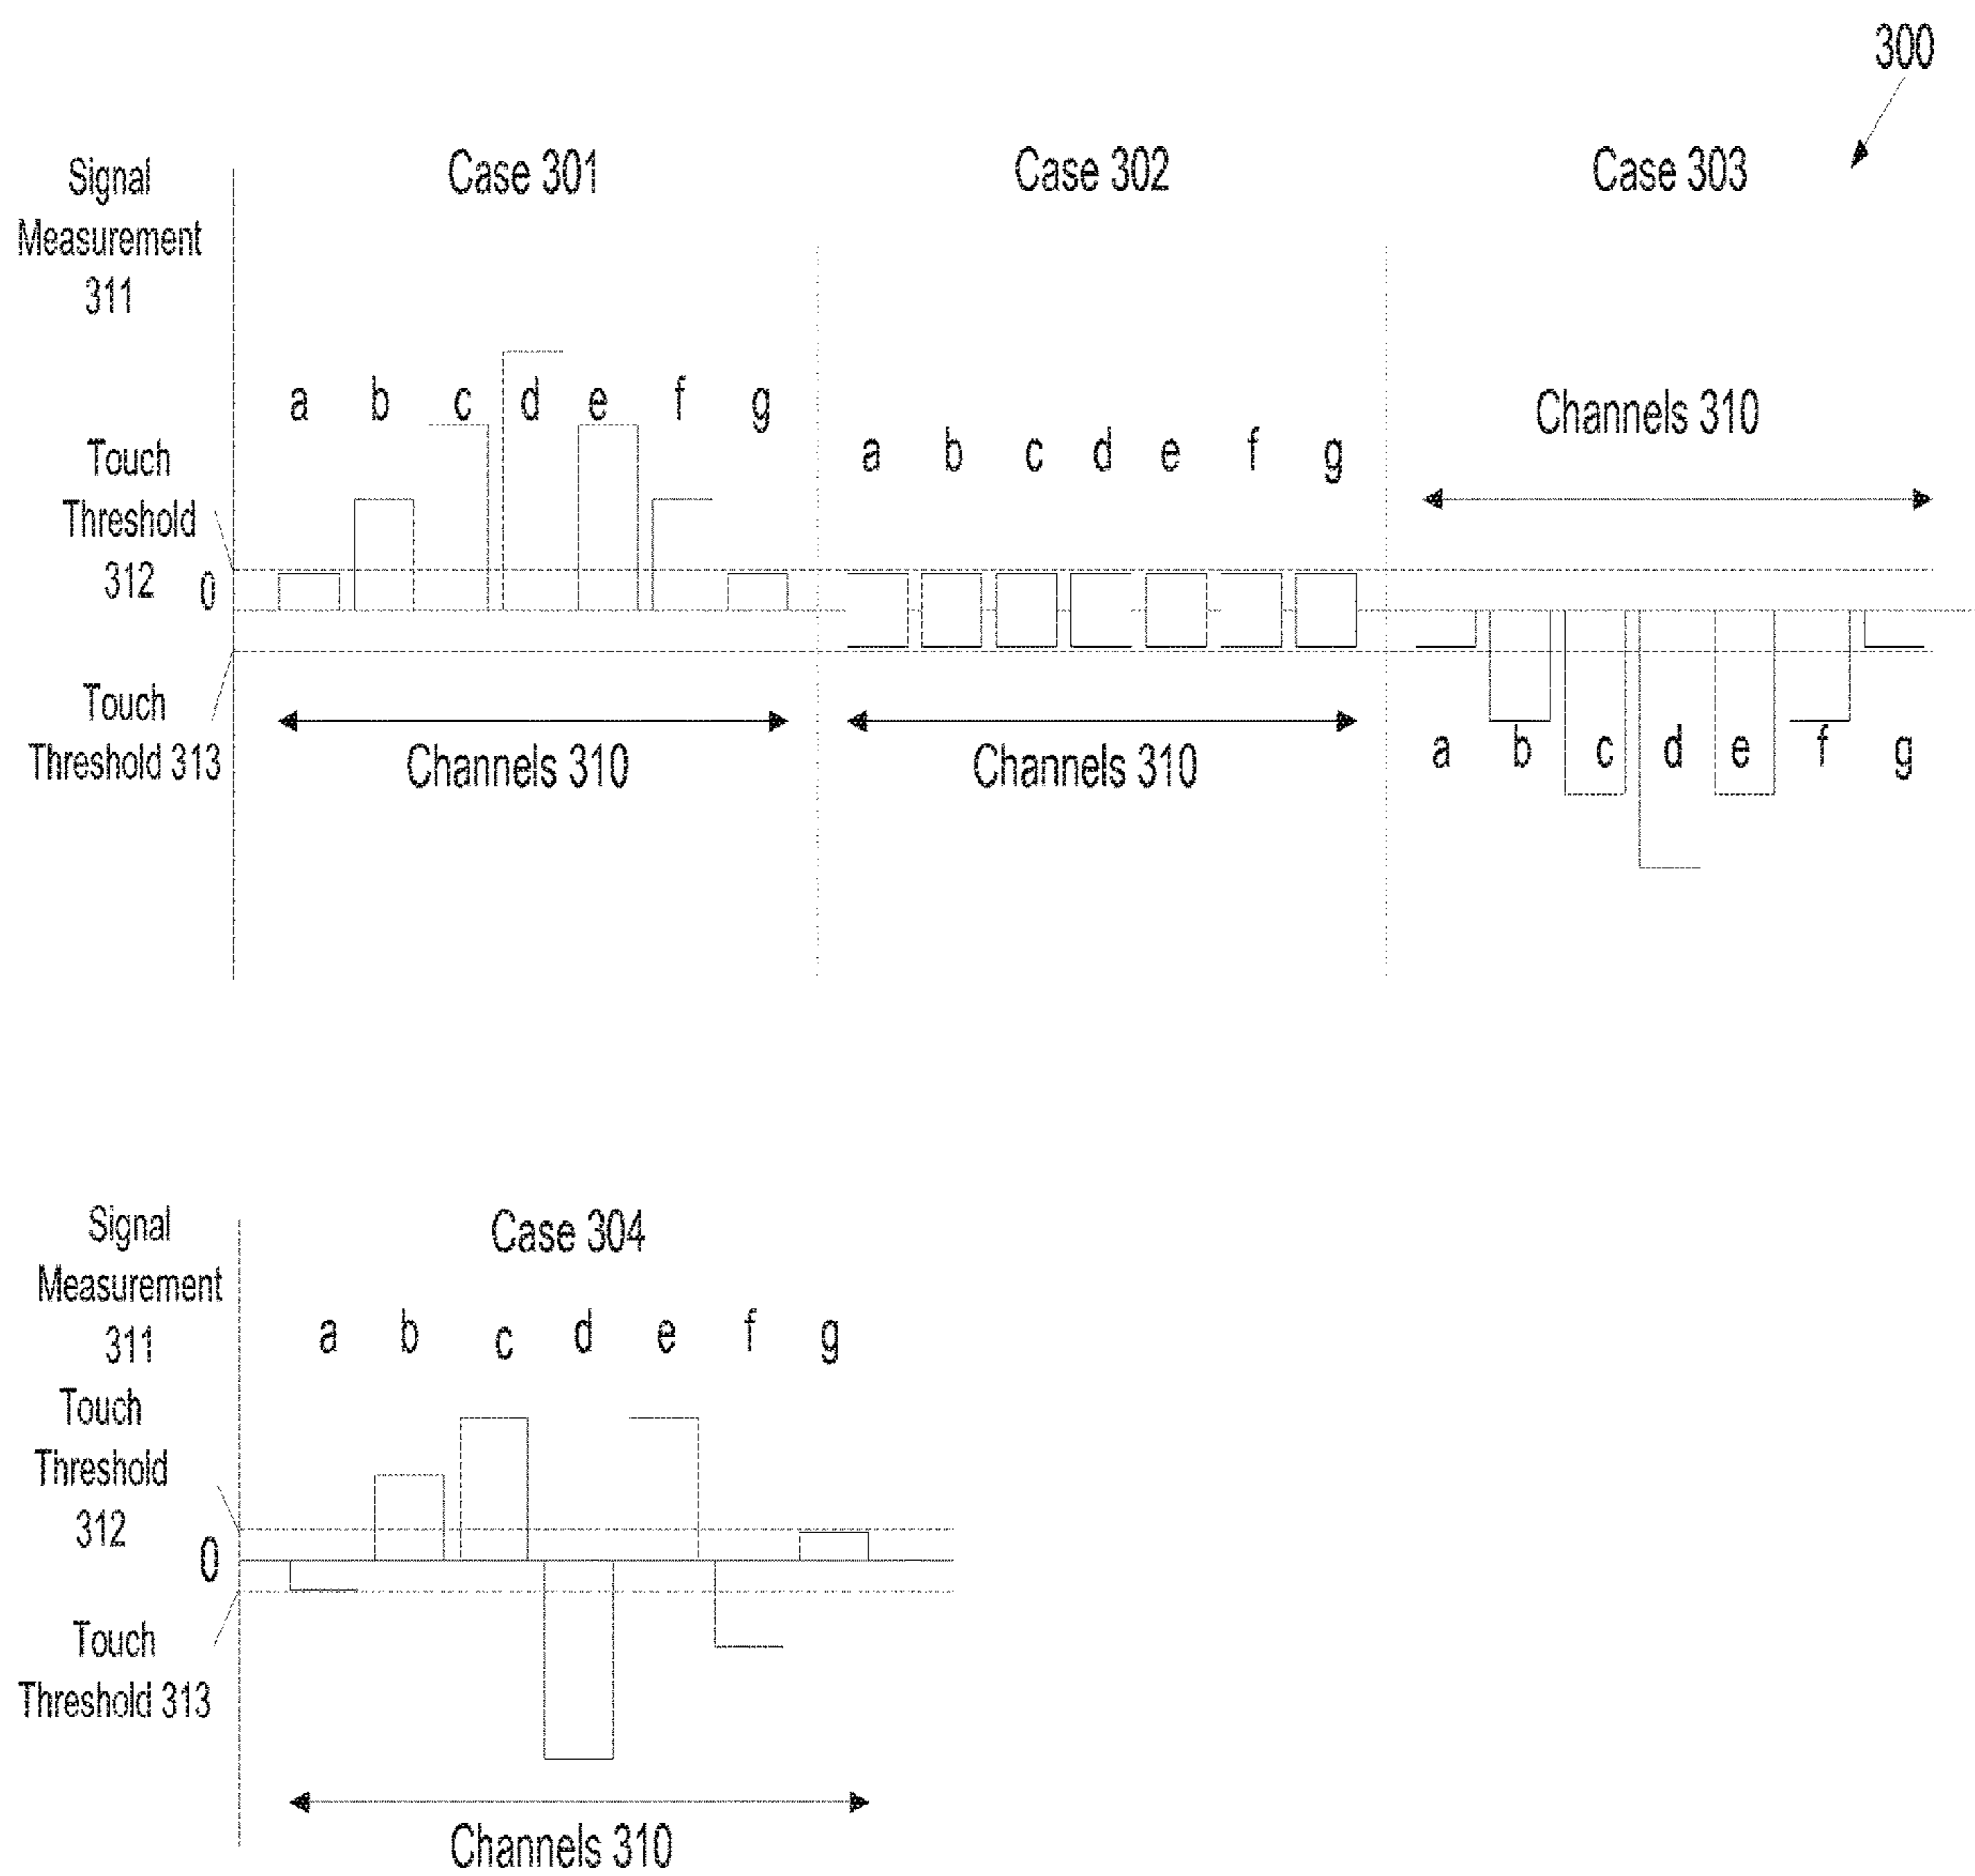 300
Signal
Measurement
311
Case 301
Case 302
Case 303
a b c d e f g
a b c d e f g
Channels 310
Touch
Threshold
312
0
Touch
Threshold 313
Channels 310
Channels 310
a b c d e f g
Signal
Measurement
311
Case 304
a b c d e f g
Touch
Threshold
312
0
Touch
Threshold 313
Channels 310